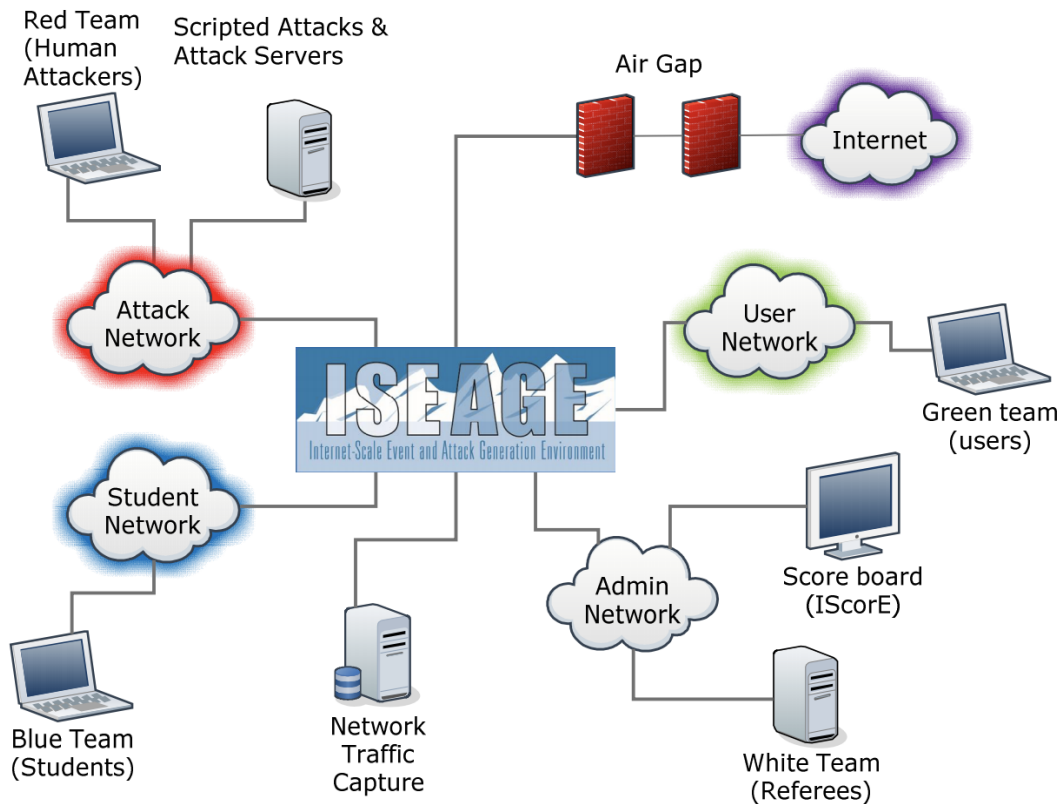 Red Team
(Human
Attackers)
Scripted Attacks &
Attack Servers
Air Gap
Internet
Attack
Network
User
Network
Green team
(users)
ISEAGE
Internet-Scale Event and Attack Generation Environment
Student
Network
Blue Team
(Students)
Network
Traffic
Capture
Admin
Network
Score board
(IScorE)
White Team
(Referees)